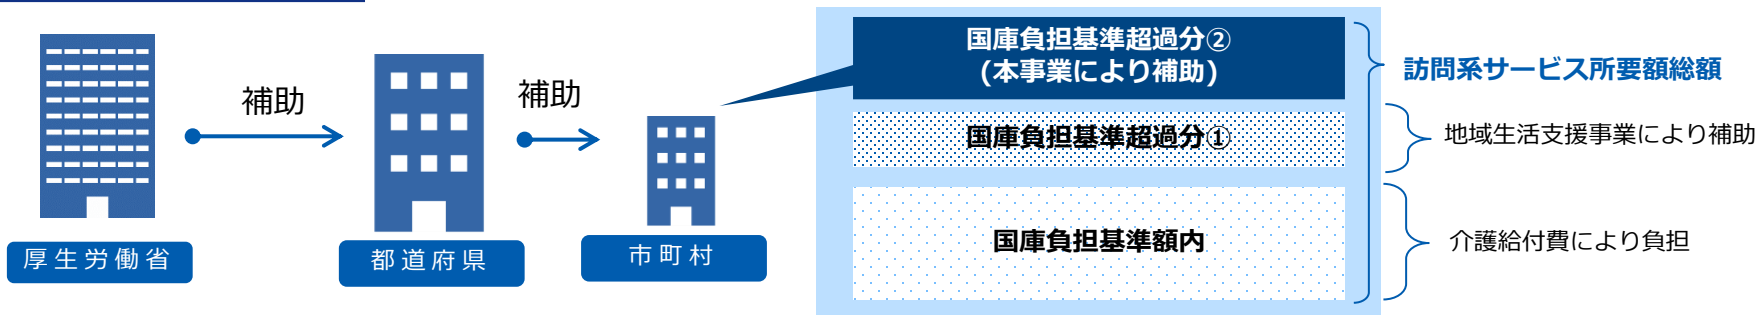 補助
補助
厚生労働省
都道府県
市町村
国庫負担基準超過分②
(本事業により補助)
国庫負担基準超過分①
国庫負担基準額内
訪問系サービス所要額総額
地域生活支援事業により補助
介護給付費により負担